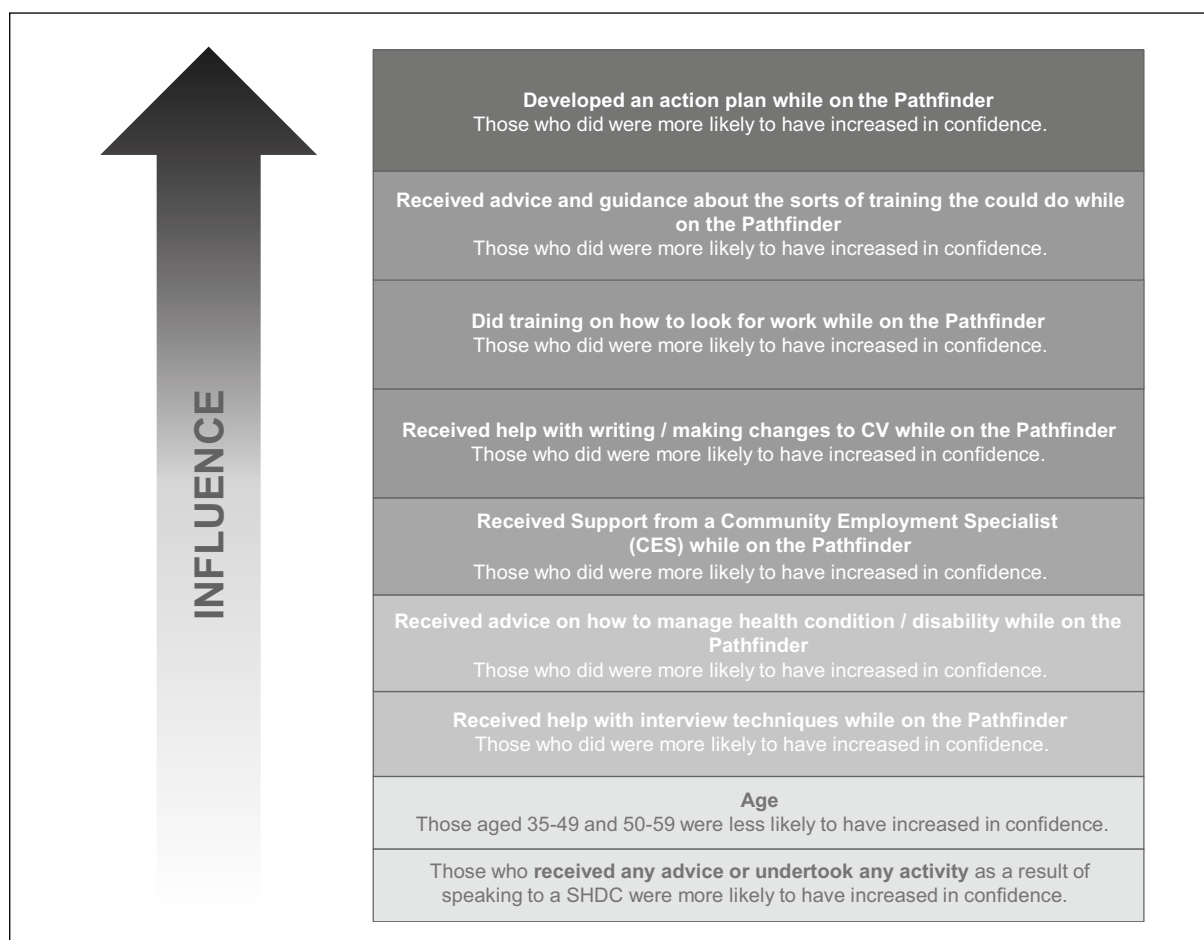 INFLUENCE
Developed an action plan while on the Pathfinder
Those who did were more likely to have increased in confidence.
Received advice and guidance about the sorts of training the could do while
on the Pathfinder
Those who did were more likely to have increased in confidence.
Did training on how to look for work while on the Pathfinder
Those who did were more likely to have increased in confidence.
Received help with writing / making changes to CV while on the Pathfinder
Those who did were more likely to have increased in confidence.
Received Support from a Community Employment Specialist
(CES) while on the Pathfinder
Those who did were more likely to have increased in confidence.
Received advice on how to manage health condition / disability while on the
Pathfinder
Those who did were more likely to have increased in confidence.
Received help with interview techniques while on the Pathfinder
Those who did were more likely to have increased in confidence.
Age
Those aged 35-49 and 50-59 were less likely to have increased in confidence.
Those who received any advice or undertook any activity as a result of
speaking to a SHDC were more likely to have increased in confidence.